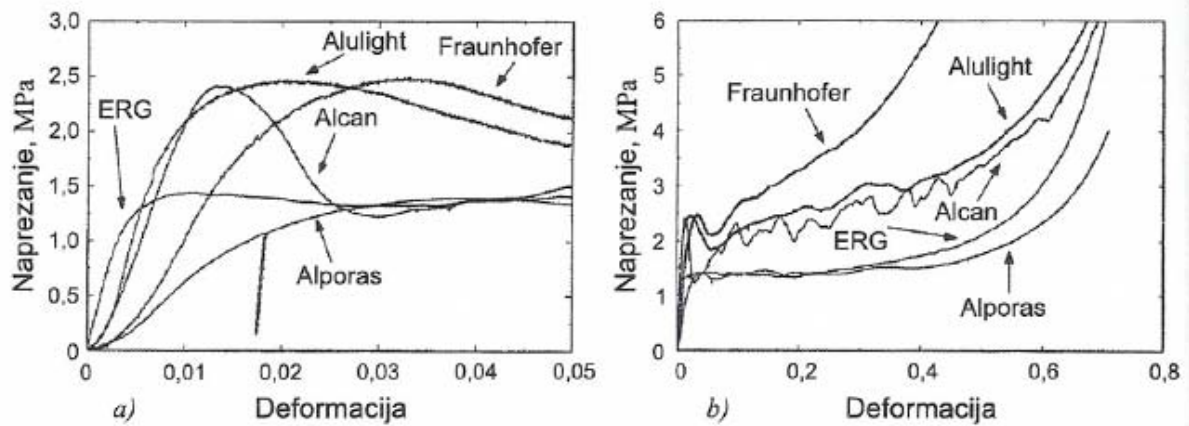 3,0
2,5
2,0
1,5
1,0
0,5
0
Naprezanje, MPa
Alulight
Fraunhofer
ERG
Alcan
Alporas
0 0,01 0,02 0,03 0,04 0,05
a) Deformacija
6
5
4
3
2
1
0
Naprezanje, MPa
Fraunhofer
Alulight
Alcan
ERG
Alporas
0 0,2 0,4 0,6 0,8
b) Deformacija